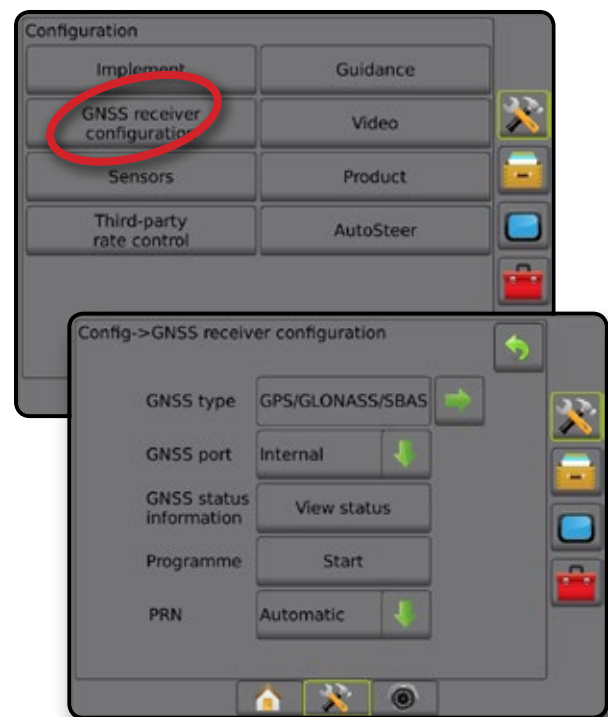 Configuration
Implement Guidance
GNSS receiver
configuration
Video
Sensors Product
Third-party
rate control
AutoSteer
Config->GNSS receiver configuration
GNSS type GPS/GLONASS/SBAS
GNSS port Internal
GNSS status
information
View status
Programme Start
PRN Automatic